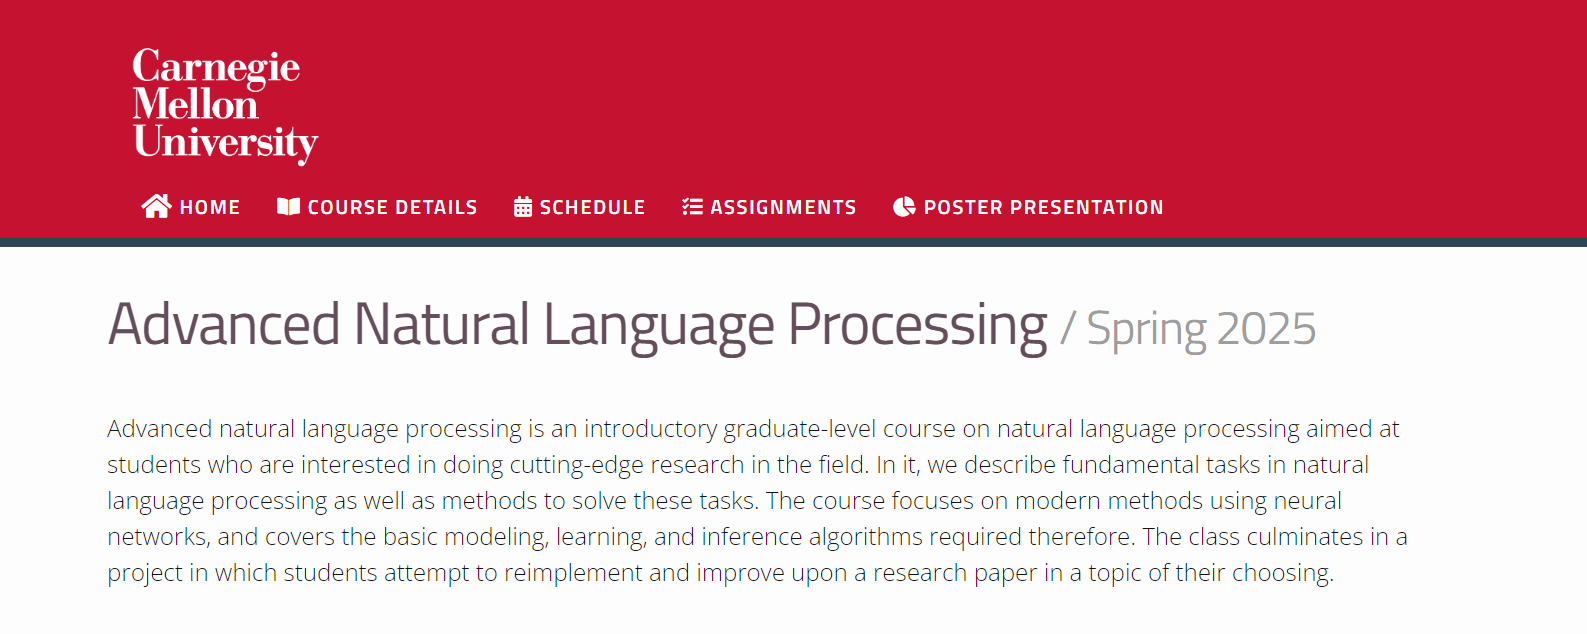 Carnegie
Mellon
University
HOME COURSE DETAILS SCHEDULE ASSIGNMENTS POSTER PRESENTATION
Advanced Natural Language Processing / Spring 2025
Advanced natural language processing is an introductory graduate-level course on natural language processing aimed at
students who are interested in doing cutting-edge research in the field. In it, we describe fundamental tasks in natural
language processing as well as methods to solve these tasks. The course focuses on modern methods using neural
networks, and covers the basic modeling, learning, and inference algorithms required therefore. The class culminates in a
project in which students attempt to reimplement and improve upon a research paper in a topic of their choosing.